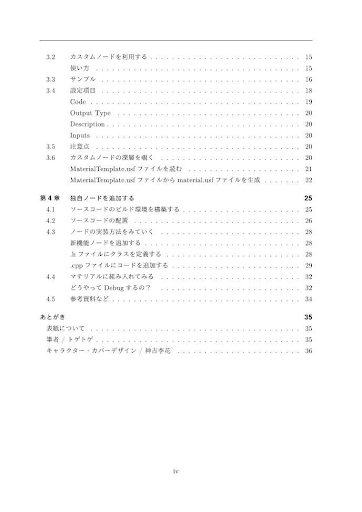 3.2 カスタムノードを利用する . . . . . . . . . . . . . . . . . . . . . . . . . . . 15
使い方 . . . . . . . . . . . . . . . . . . . . . . . . . . . . . . . . . . . . 15
3.3 サンプル . . . . . . . . . . . . . . . . . . . . . . . . . . . . . . . . . . . 16
3.4 設定項目 . . . . . . . . . . . . . . . . . . . . . . . . . . . . . . . . . . . 18
Code . . . . . . . . . . . . . . . . . . . . . . . . . . . . . . . . . . . . . 19
Output Type . . . . . . . . . . . . . . . . . . . . . . . . . . . . . . . . . 20
Description . . . . . . . . . . . . . . . . . . . . . . . . . . . . . . . . . . 20
Inputs . . . . . . . . . . . . . . . . . . . . . . . . . . . . . . . . . . . . 20
3.5 注意点 . . . . . . . . . . . . . . . . . . . . . . . . . . . . . . . . . . . . 20
3.6 カスタムノードの深層を覗く . . . . . . . . . . . . . . . . . . . . . . . . . 20
MaterialTemplate.usf ファイルを読む . . . . . . . . . . . . . . . . . . . . 21
MaterialTemplate.usf ファイルから material.usf ファイルを生成 . . . . . . . 22
第 4 章 独自ノードを追加する 25
4.1 ソースコードのビルド環境を構築する . . . . . . . . . . . . . . . . . . . . . 25
4.2 ソースコードの配置 . . . . . . . . . . . . . . . . . . . . . . . . . . . . . 26
4.3 ノードの実装方法をみていく . . . . . . . . . . . . . . . . . . . . . . . . . 28
新機能ノードを追加する . . . . . . . . . . . . . . . . . . . . . . . . . . . 28
.h ファイルにクラスを定義する . . . . . . . . . . . . . . . . . . . . . . . . 28
.cpp ファイルにコードを追加する . . . . . . . . . . . . . . . . . . . . . . . 29
4.4 マテリアルに組み入れてみる . . . . . . . . . . . . . . . . . . . . . . . . . 32
どうやって Debug するの？ . . . . . . . . . . . . . . . . . . . . . . . . . 32
4.5 参考資料など . . . . . . . . . . . . . . . . . . . . . . . . . . . . . . . . . 34
あとがき 35
表紙について . . . . . . . . . . . . . . . . . . . . . . . . . . . . . . . . . . . . 35
筆者 / トゲトゲ . . . . . . . . . . . . . . . . . . . . . . . . . . . . . . . . . . . 35
キャラクター・カバーデザイン / 神吉李花 . . . . . . . . . . . . . . . . . . . . . . 36
iv